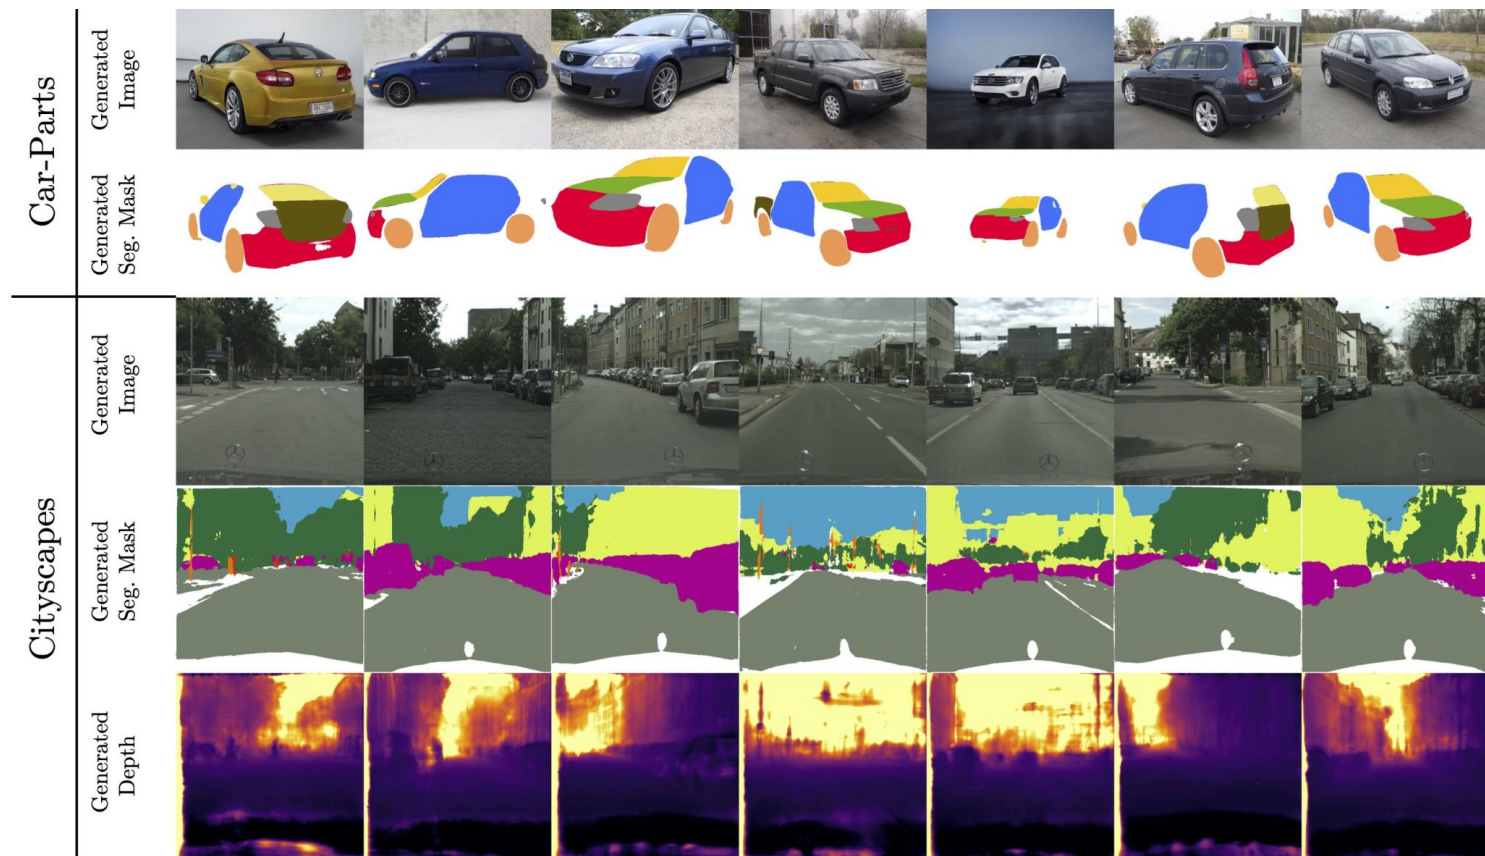 Car-Parts
Generated
Image
Generated
Seg. Mask
Cityscapes
Generated
Image
Generated
Seg. Mask
Generated
Depth